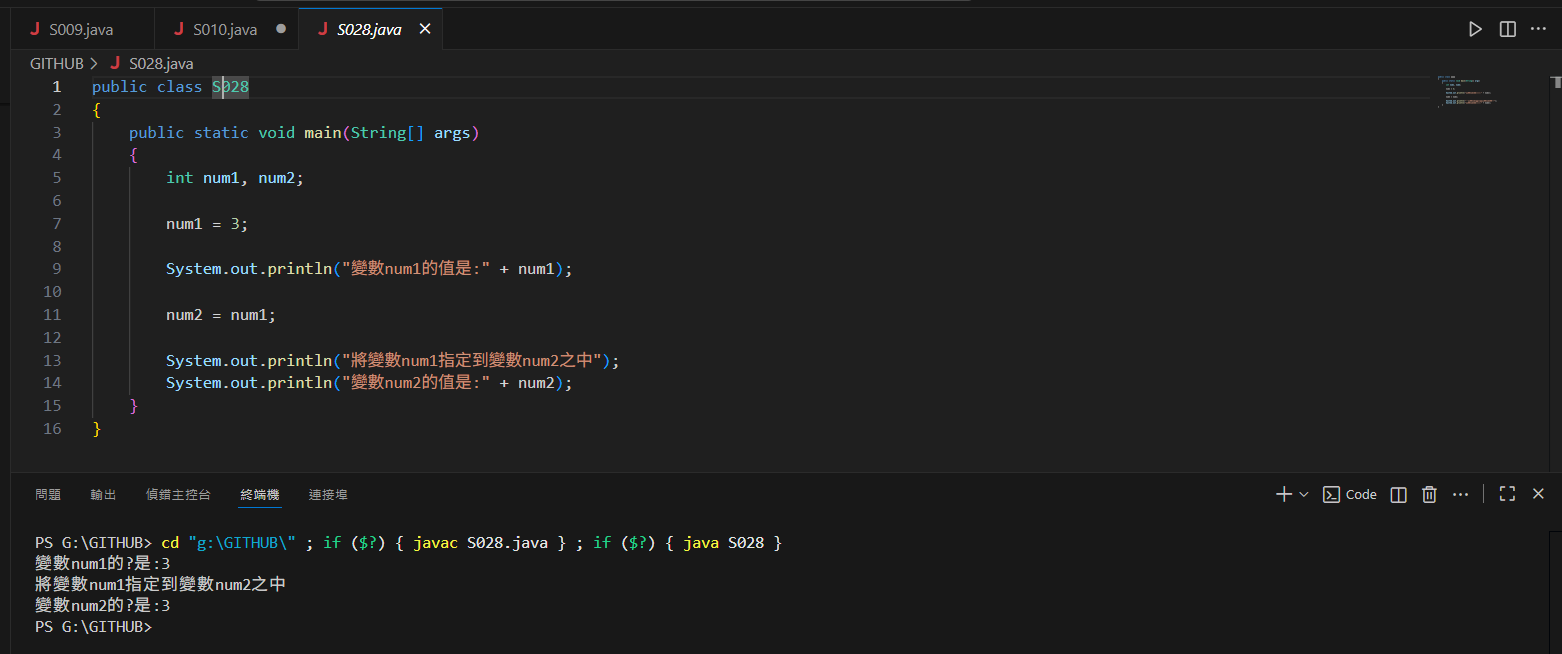 S009.java S010.java S028.java
GITHUB > S028.java
1 public class S028
2 {
3 public static void main(String[] args)
4 {
5 int num1, num2;
6
7 num1 = 3;
8
9 System.out.println("變數num1的值是:" + num1);
10
11 num2 = num1;
12
13 System.out.println("將變數num1指定到變數num2之中");
14 System.out.println("變數num2的值是:" + num2);
15 }
16 }
問題 輸出 偵錯主控台 終端機 連接埠 Code
PS G:\GITHUB> cd "g:\GITHUB\" ; if ($?) { javac S028.java } ; if ($?) { java S028 }
變數num1的?是:3
將變數num1指定到變數num2之中
變數num2的?是:3
PS G:\GITHUB>